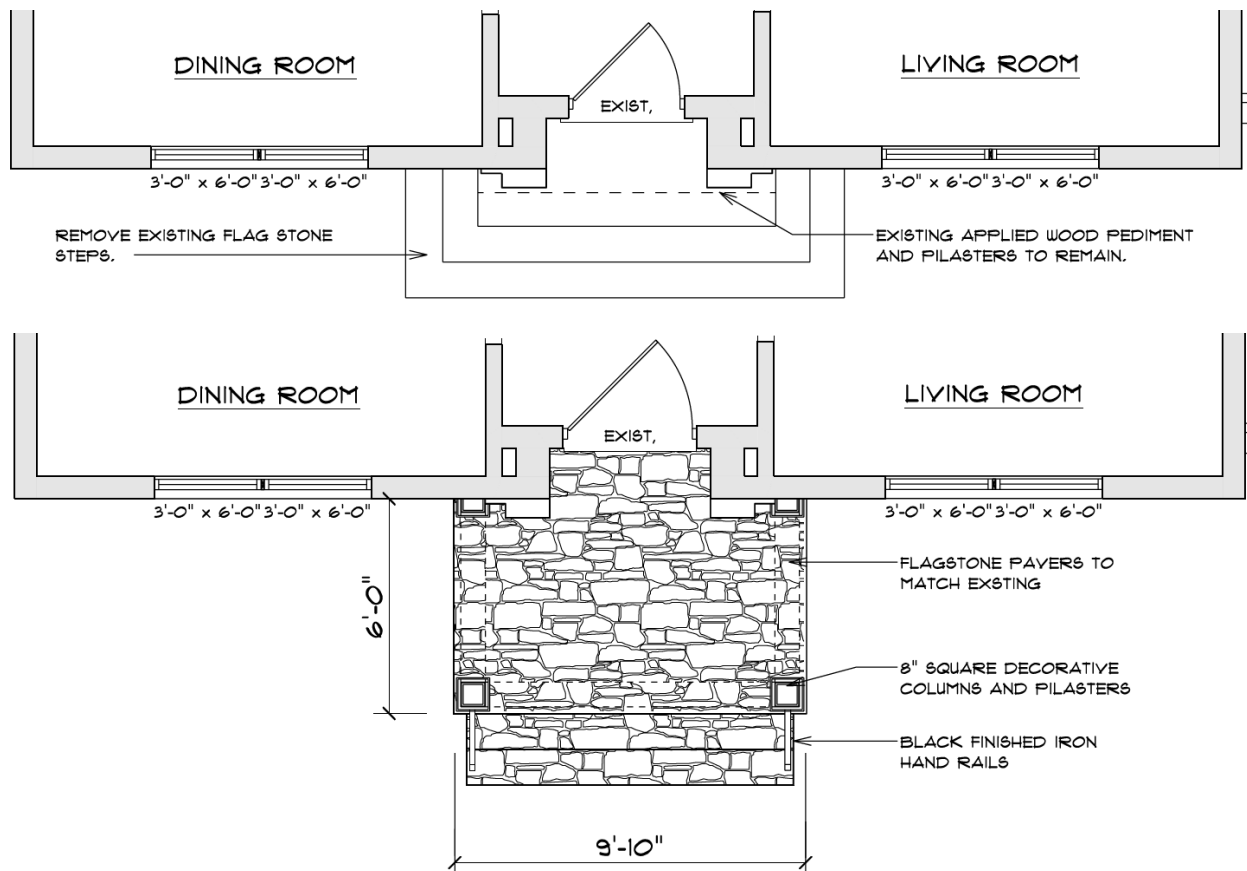 DINING ROOM
LIVING ROOM
EXIST,
3'-0" x 6'-0" 3'-0" x 6'-0"
3'-0" x 6'-0" 3'-0" x 6'-0"
REMOVE EXISTING FLAG STONE
STEPS.
EXISTING APPLIED WOOD PEDIMENT
AND PILASTERS TO REMAIN.
DINING ROOM
LIVING ROOM
EXIST,
3'-0" x 6'-0" 3'-0" x 6'-0"
3'-0" x 6'-0" 3'-0" x 6'-0"
6'-0"
FLAGSTONE PAVERS TO
MATCH EXSTING
8" SQUARE DECORATIVE
COLUMNS AND PILASTERS
BLACK FINISHED IRON
HAND RAILS
9'-10"